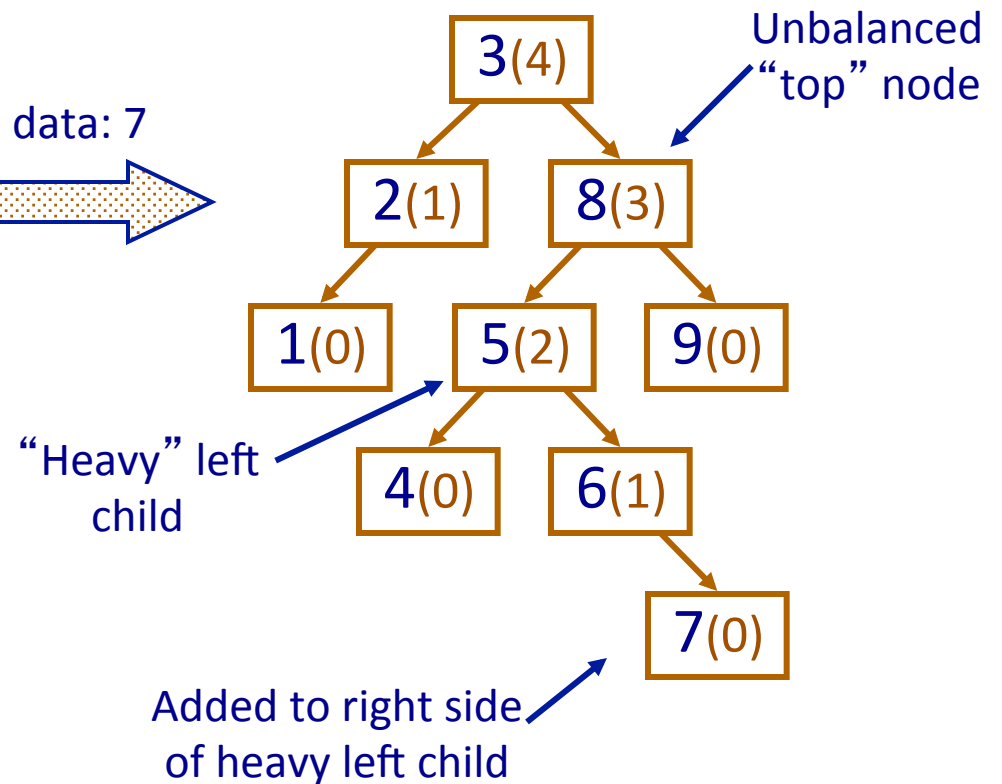 3(4)
Unbalanced
“top” node
data: 7
2(1)
8(3)
1(0)
5(2)
9(0)
“Heavy” left
child
4(0)
6(1)
7(0)
Added to right side
of heavy left child